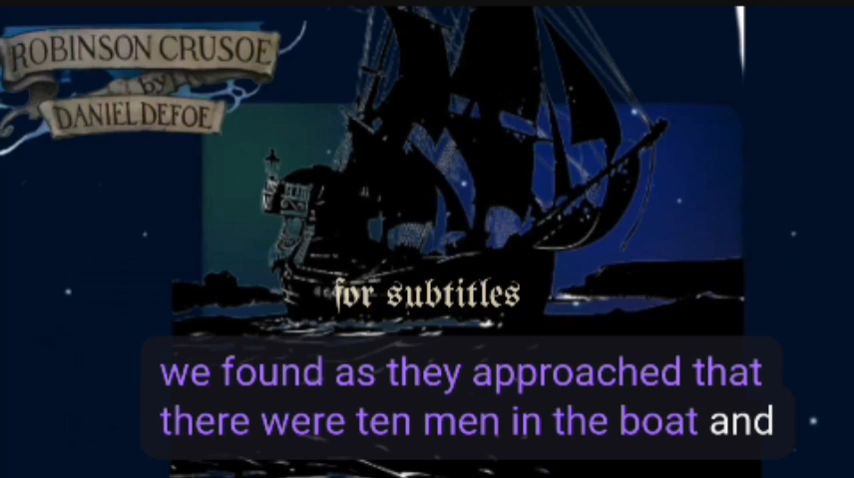 ROBINSON CRUSOE
by
DANIEL DEFOE
for subtitles
we found as they approached that
there were ten men in the boat and